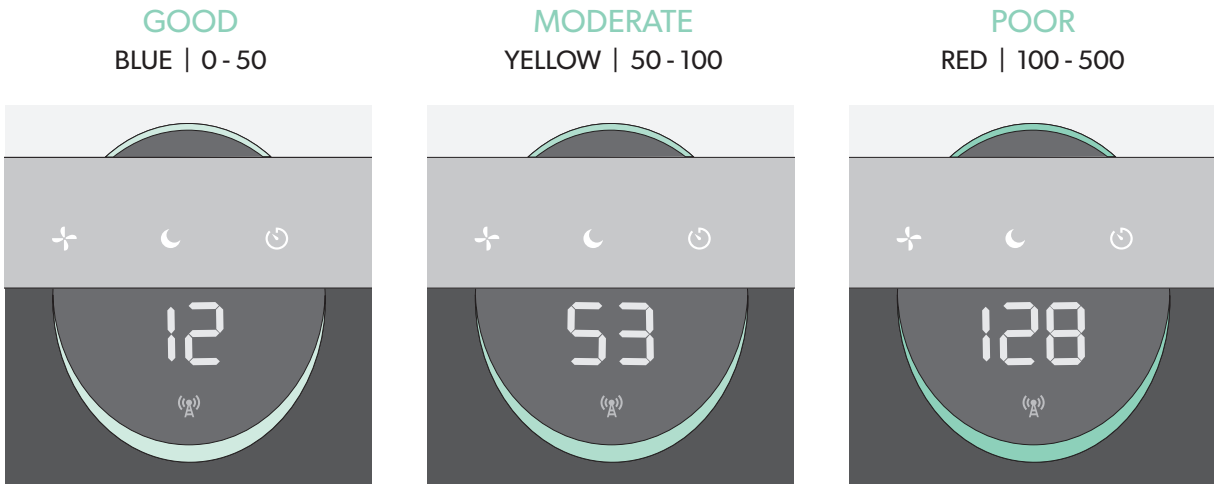 GOOD
BLUE | 0 - 50
MODERATE
YELLOW | 50 - 100
POOR
RED | 100 - 500
12
53
128